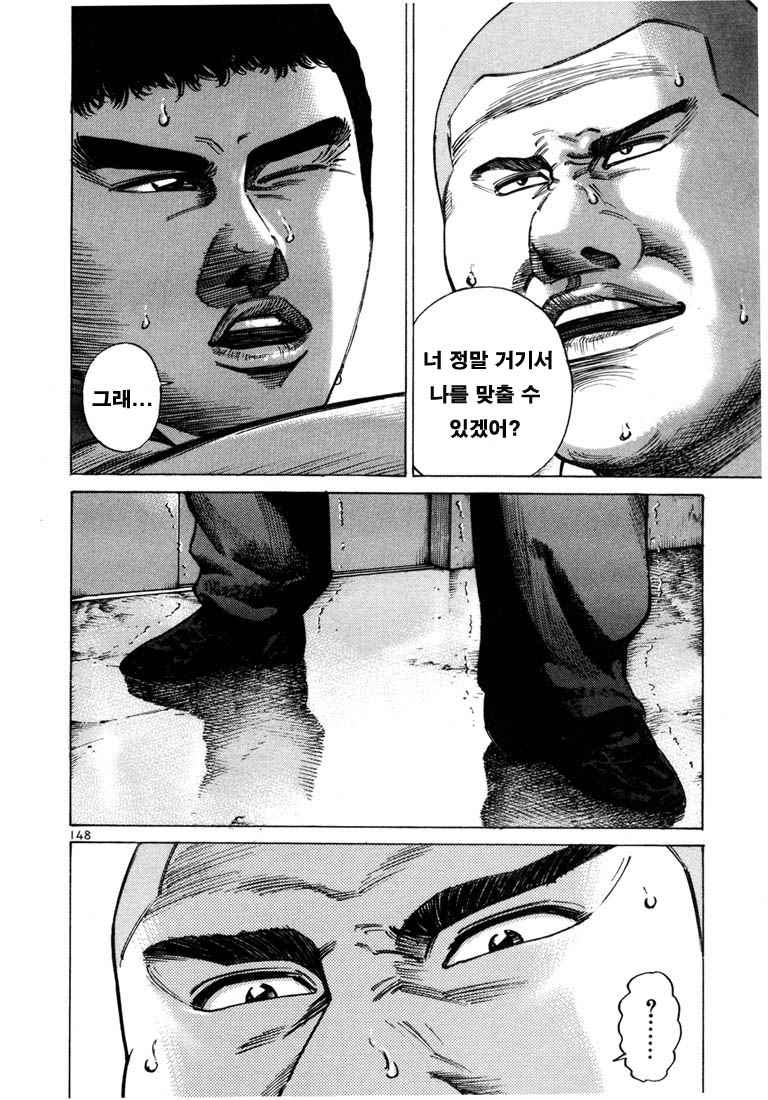 너 정말 거기서
나를 맞출 수
있겠어?
그래...
148
?........